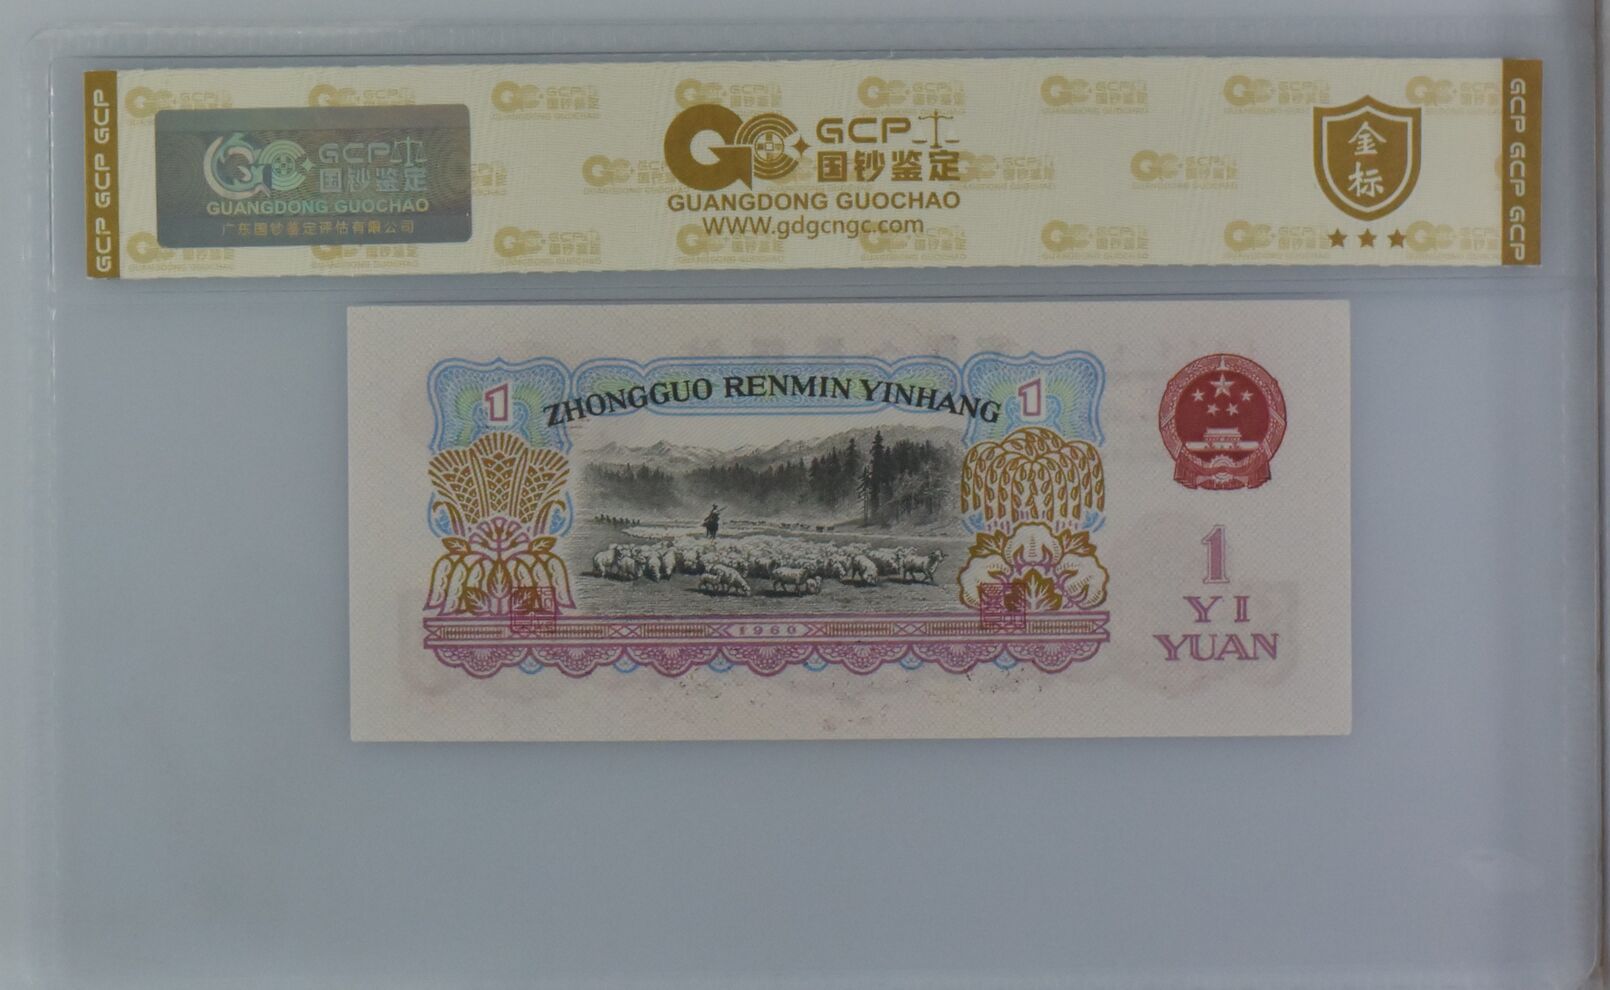 GCP GCP GCP
GCP
国钞鉴定
GUANGDONG GUOCHAO
广东国钞鉴定评估有限公司
GCP
国钞鉴定
GUANGDONG GUOCHAO
WWW.gdgcngc.com
金
标
GCP GCP GCP
1
ZHONGGUO RENMIN YINHANG
1
1960
1
YI
YUAN